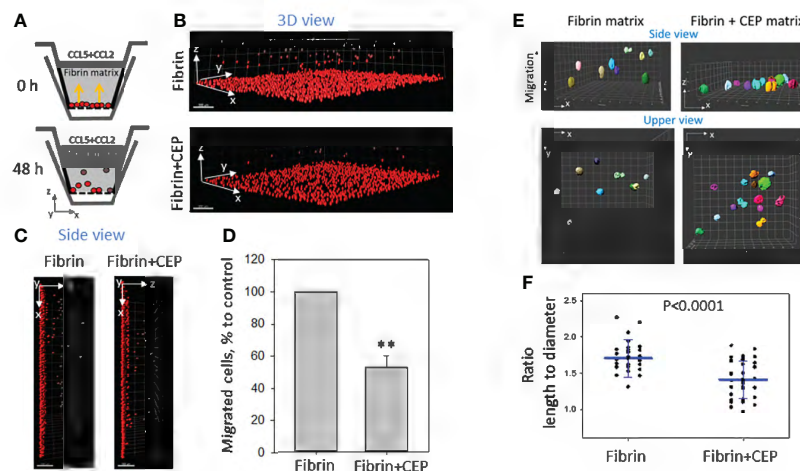 A
CCL5+CCL2
Fibrin matrix
0 h
CCL5+CCL2
48 h
z
y
x
B
3D view
Fibrin
z
y
x
Fibrin+CEP
z
y
x
C
Side view
Fibrin
Fibrin+CEP
y
x
y
z
x
D
Migrated cells, % to control
120
100
80
60
40
20
0
**
Fibrin
Fibrin+CEP
E
Fibrin matrix
Fibrin + CEP matrix
Side view
Migration
z
x
z
x
Upper view
x
y
x
y
F
P<0.0001
Ratio
length to diameter
2.5
2.0
1.5
1.0
Fibrin
Fibrin+CEP